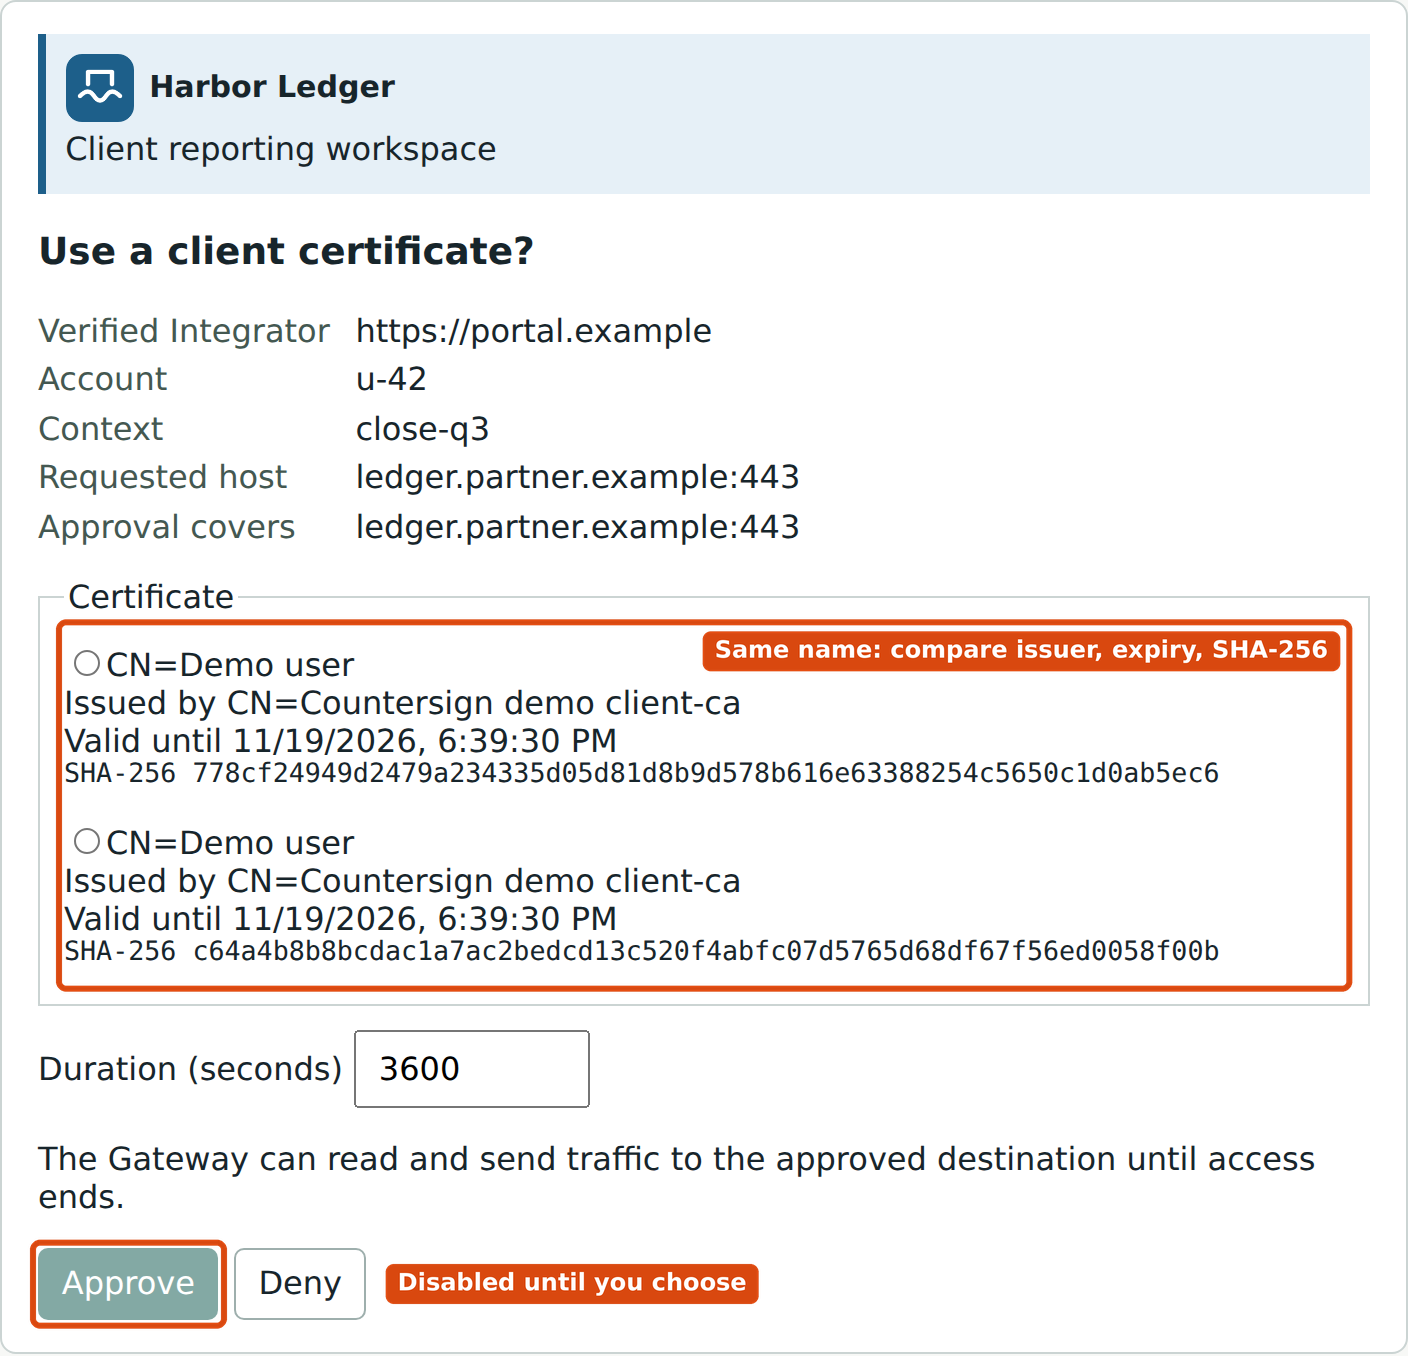 Harbor Ledger
Client reporting workspace
Use a client certificate?
Verified Integrator https://portal.example
Account u-42
Context close-q3
Requested host ledger.partner.example:443
Approval covers ledger.partner.example:443
Certificate
Same name: compare issuer, expiry, SHA-256
CN=Demo user
Issued by CN=Countersign demo client-ca
Valid until 11/19/2026, 6:39:30 PM
SHA-256 778cf24949d2479a234335d05d81d8b9d578b616e63388254c5650c1d0ab5ec6
CN=Demo user
Issued by CN=Countersign demo client-ca
Valid until 11/19/2026, 6:39:30 PM
SHA-256 c64a4b8b8bcdac1a7ac2bedcd13c520f4abfc07d5765d68df67f56ed0058f00b
Duration (seconds) 3600
The Gateway can read and send traffic to the approved destination until access
ends.
Approve Deny Disabled until you choose